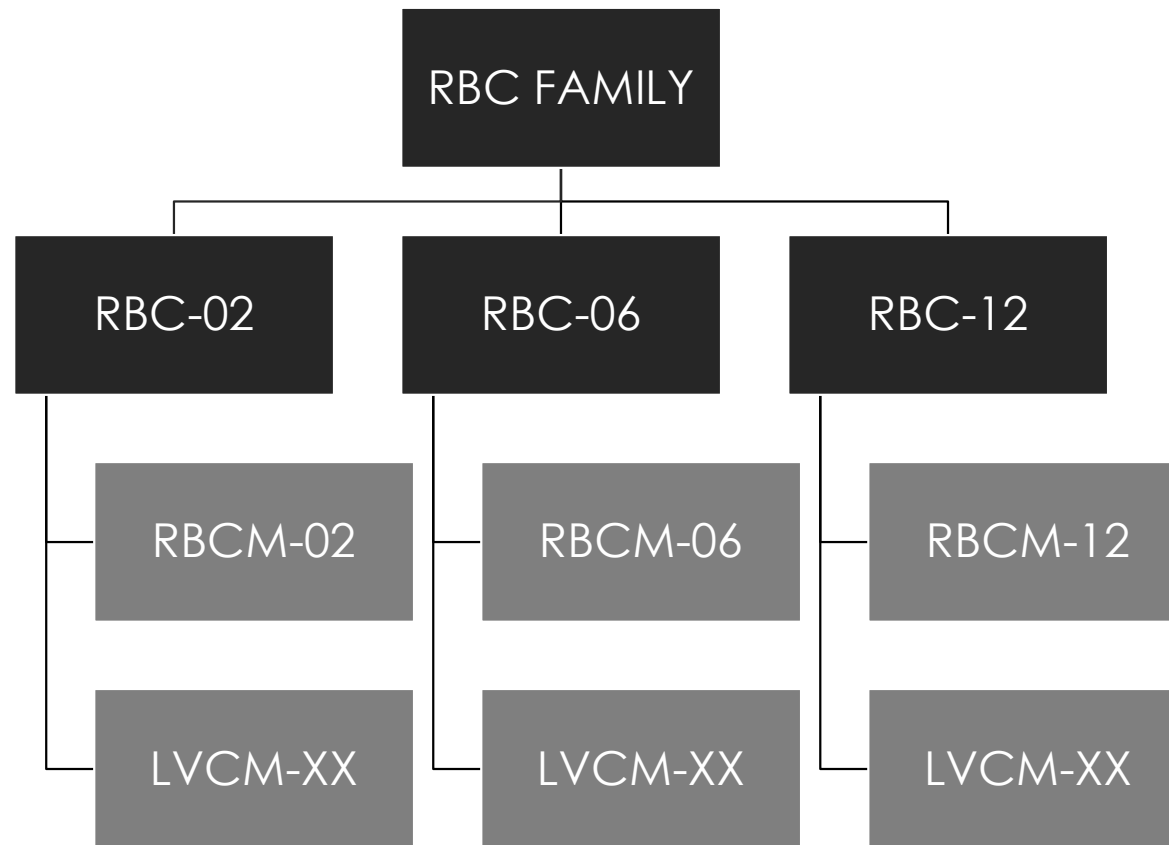 RBC FAMILY
RBC-02
RBC-06
RBC-12
RBCM-02
RBCM-06
RBCM-12
LVCM-XX
LVCM-XX
LVCM-XX